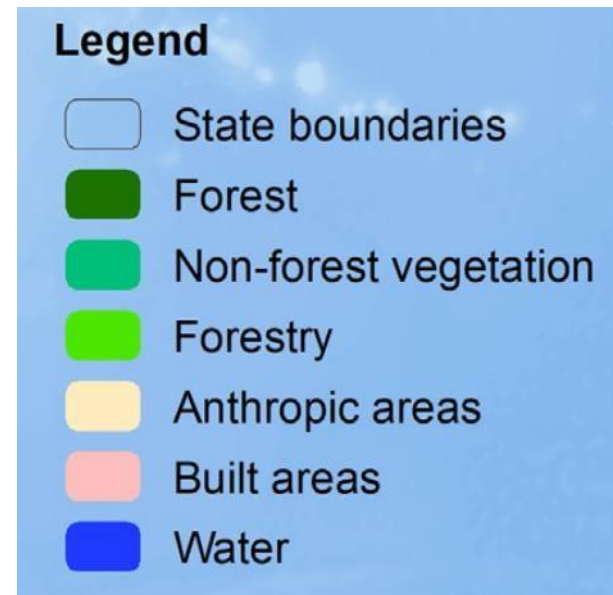 Legend
State boundaries
Forest
Non-forest vegetation
Forestry
Anthropic areas
Built areas
Water